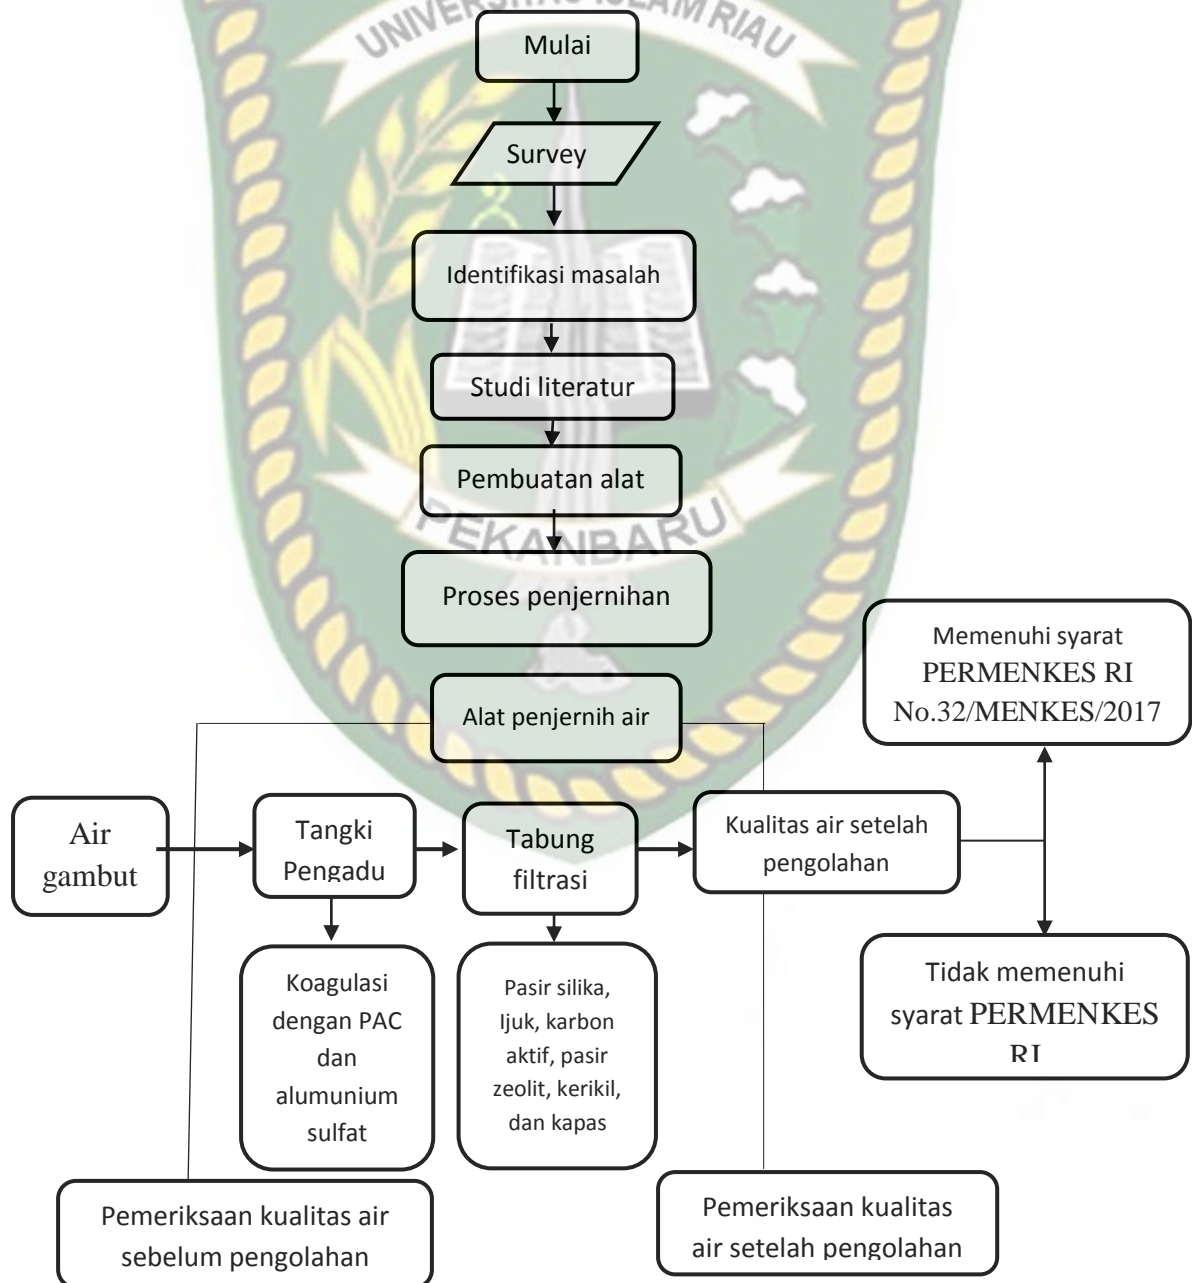 UNIVERSITAS ISLAM RIAU
Mulai
Survey
Identifikasi masalah
Studi literatur
Pembuatan alat
PEKANBARU
Proses penjernihan
Memenuhi syarat
PERMENKES RI
No.32/MENKES/2017
Alat penjernih air
Air
gambut
Tangki
Pengadu
Tabung
filtrasi
Kualitas air setelah
pengolahan
Koagulasi
dengan PAC
dan
alumunium
sulfat
Pasir silika,
Ijuk, karbon
aktif, pasir
zeolit, kerikil,
dan kapas
Tidak memenuhi
syarat PERMENKES
RI
Pemeriksaan kualitas air
sebelum pengolahan
Pemeriksaan kualitas
air setelah pengolahan